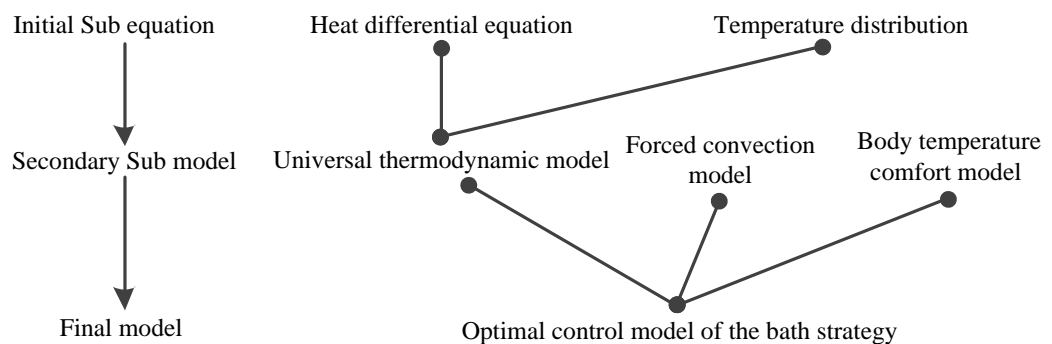 Initial Sub equation
Heat differential equation
Temperature distribution
Secondary Sub model
Universal thermodynamic model
Forced convection
model
Body temperature
comfort model
Final model
Optimal control model of the bath strategy